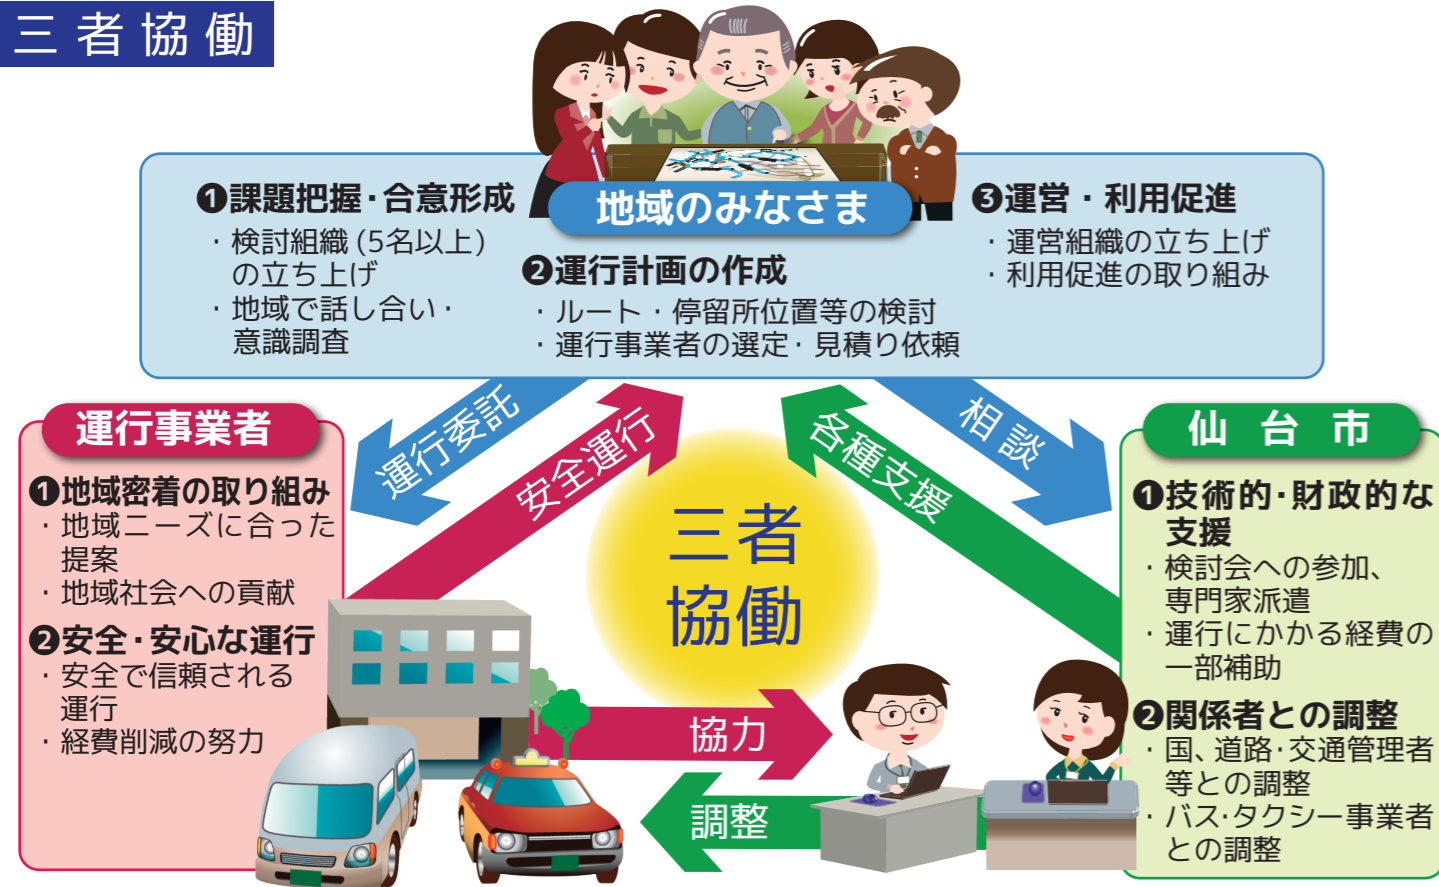 三者協働
地域のみなさま
❶課題把握・合意形成
・検討組織(5名以上)
の立ち上げ
・地域で話し合い・
意識調査
❷運行計画の作成
・ルート・停留所位置等の検討
・運行事業者の選定・見積り依頼
❸運営・利用促進
・運営組織の立ち上げ
・利用促進の取り組み
運行委託
安全運行
各種支援
相談
運行事業者
❶地域密着の取り組み
・地域ニーズに合った
提案
・地域社会への貢献
❷安全・安心な運行
・安全で信頼される
運行
・経費削減の努力
三者
協働
協力
調整
仙台市
❶技術的・財政的な
支援
・検討会への参加、
専門家派遣
・運行にかかる経費の
一部補助
❷関係者との調整
・国、道路・交通管理者
等との調整
・バス・タクシー事業者
との調整